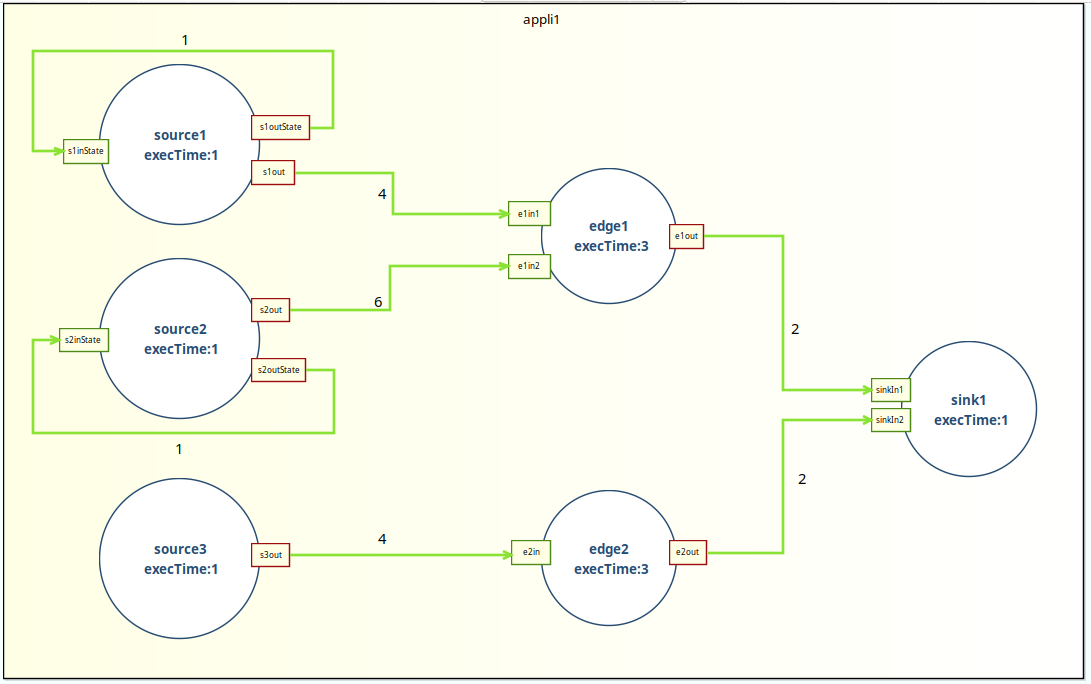 appli1
1
source1
execTime:1
s1inState
s1outState
s1out
4
e1in1
e1in2
edge1
execTime:3
e1out
source2
execTime:1
s2inState
s2out
s2outState
6
1
2
sinkIn1
sinkIn2
sink1
execTime:1
2
source3
execTime:1
s3out
4
e2in
edge2
execTime:3
e2out